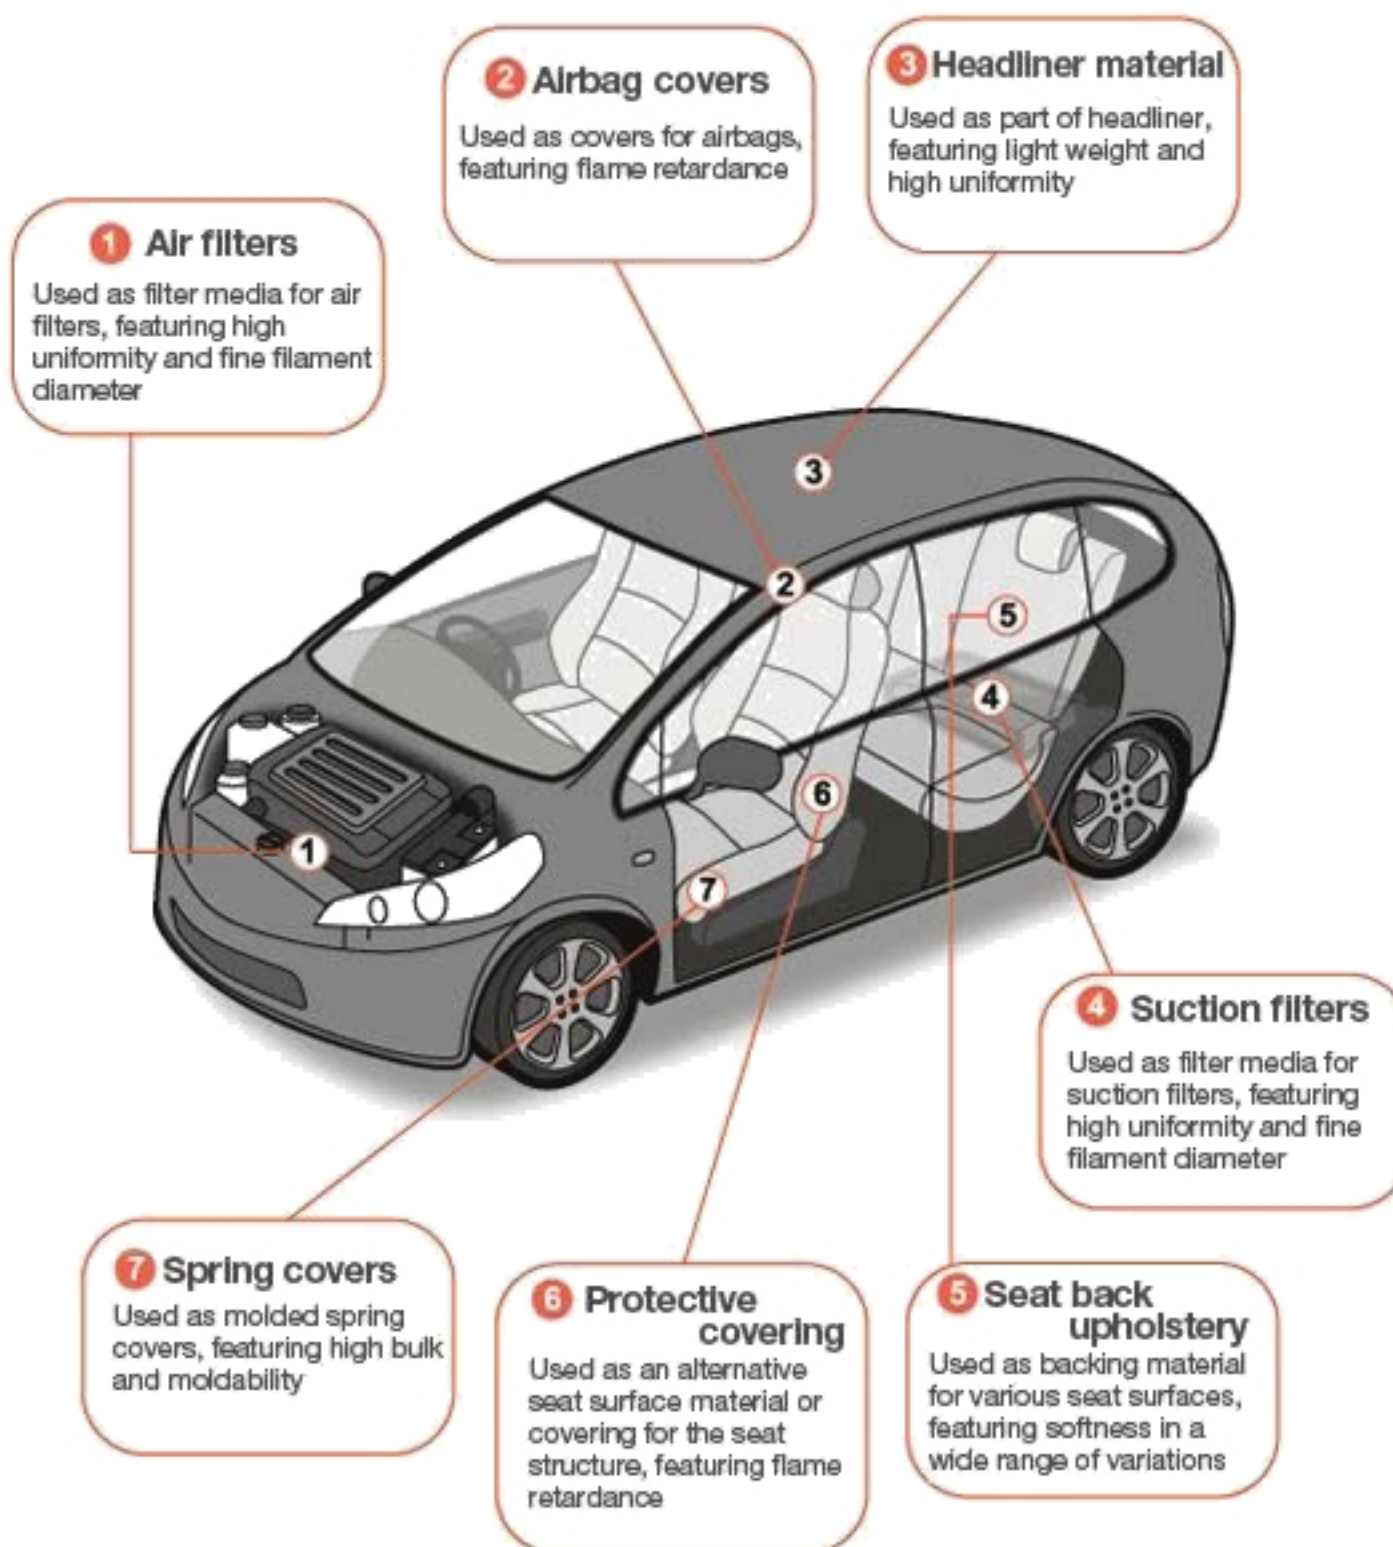 1 Air filters
Used as filter media for air
filters, featuring high
uniformity and fine filament
diameter
2 Airbag covers
Used as covers for airbags,
featuring flame retardance
3 Headliner material
Used as part of headliner,
featuring light weight and
high uniformity
3
2
5
4
6
1
7
4 Suction filters
Used as filter media for
suction filters, featuring
high uniformity and fine
filament diameter
7 Spring covers
Used as molded spring
covers, featuring high bulk
and moldability
6 Protective
covering
Used as an alternative
seat surface material or
covering for the seat
structure, featuring flame
retardance
5 Seat back
upholstery
Used as backing material
for various seat surfaces,
featuring softness in a
wide range of variations